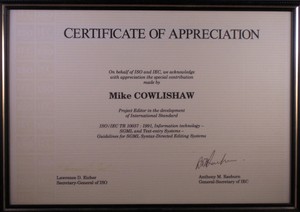 CERTIFICATE OF APPRECIATION
On behalf of ISO and IEC, we acknowledge
with appreciation the special contribution
made by
Mike COWLISHAW
Project Editor in the development
of International Standard
ISO/IEC TR 10037 : 1991, Information technology –
SGML and Text-entry Systems –
Guidelines for SGML Syntax-Directed Editing Systems
Lawrence D. Eicher
Secretary-General of ISO
Anthony M. Raeburn
General-Secretary of IEC